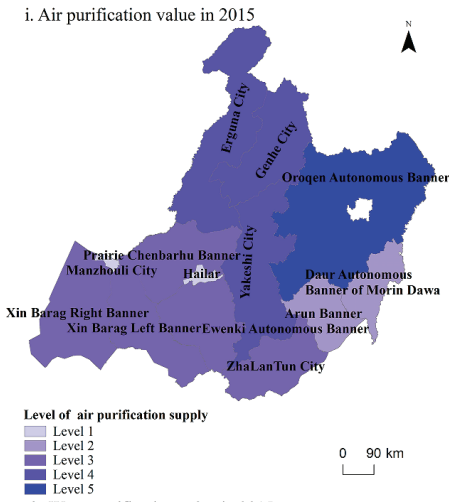 i. Air purification value in 2015
N
Erguna City
Genhe City
Oroqen Autonomous Banner
Yakeshi City
Prairie Chenbarhu Banner
Manzhouli City
Hailar
Daur Autonomous
Banner of Morin Dawa
Xin Barag Right Banner
Arun Banner
Xin Barag Left Banner
Ewenki Autonomous Banner
ZhaLanTun City
Level of air purification supply
Level 1
Level 2
Level 3
Level 4
Level 5
0 90 km